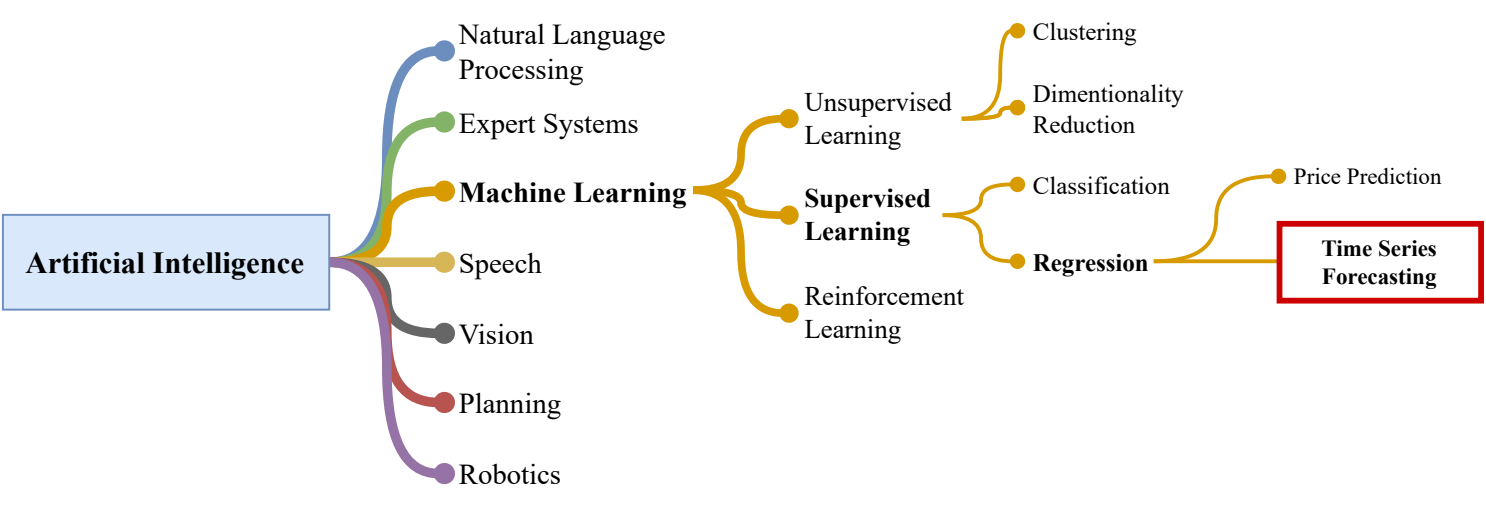 Artificial Intelligence
Natural Language
Processing
Expert Systems
Machine Learning
Speech
Vision
Planning
Robotics
Unsupervised
Learning
Supervised
Learning
Reinforcement
Learning
Clustering
Dimentionality
Reduction
Classification
Regression
Price Prediction
Time Series
Forecasting